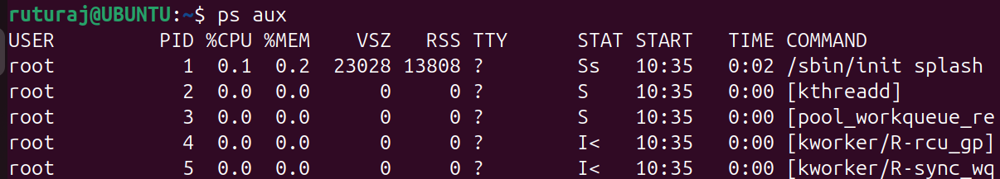 ruturaj@UBUNTU:~$ ps aux
USER         PID %CPU %MEM    VSZ   RSS TTY      STAT START   TIME COMMAND
root           1  0.1  0.2  23028 13808 ?        Ss   10:35   0:02 /sbin/init splash
root           2  0.0  0.0      0     0 ?        S    10:35   0:00 [kthreadd]
root           3  0.0  0.0      0     0 ?        S    10:35   0:00 [pool_workqueue_re
root           4  0.0  0.0      0     0 ?        I<   10:35   0:00 [kworker/R-rcu_gp]
root           5  0.0  0.0      0     0 ?        I<   10:35   0:00 [kworker/R-sync_wq